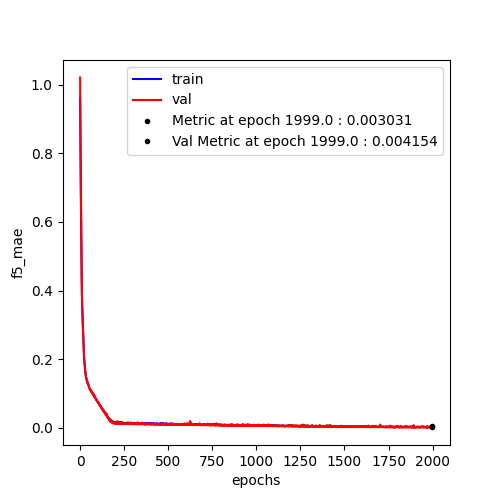 train
val
Metric at epoch 1999.0 : 0.003031
Val Metric at epoch 1999.0 : 0.004154
1.0
0.8
0.6
0.4
0.2
0.0
f5_mae
0 250 500 750 1000 1250 1500 1750 2000
epochs